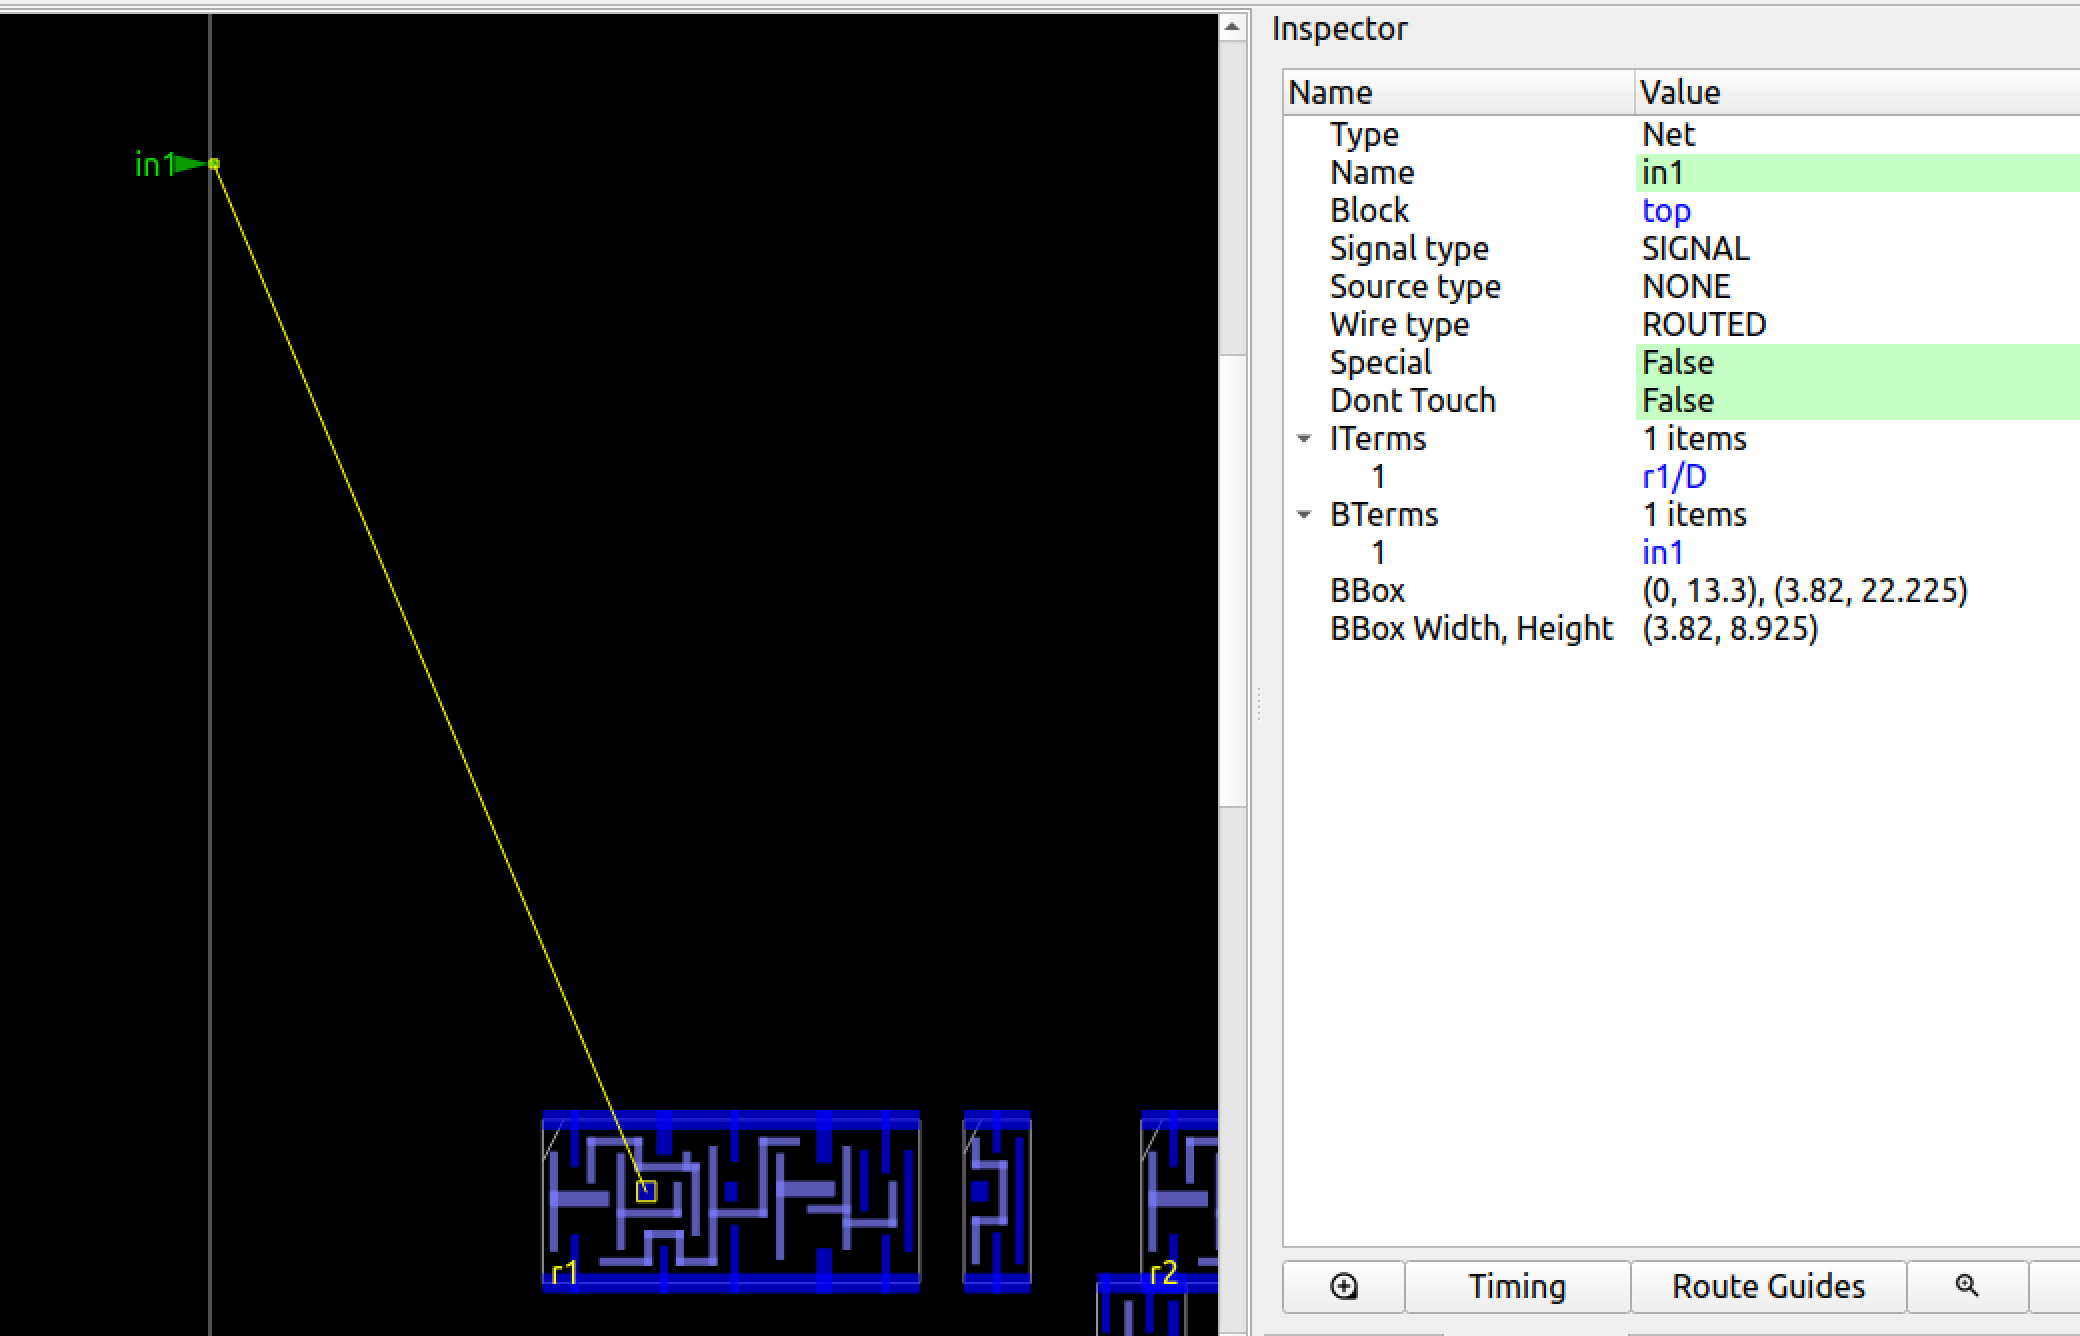 in1
r1
r2
Inspector
Name Value
Type Net
Name in1
Block top
Signal type SIGNAL
Source type NONE
Wire type ROUTED
Special False
Dont Touch False
ITerms 1 items
1 r1/D
BTerms 1 items
1 in1
BBox (0, 13.3), (3.82, 22.225)
BBox Width, Height (3.82, 8.925)
Timing Route Guides